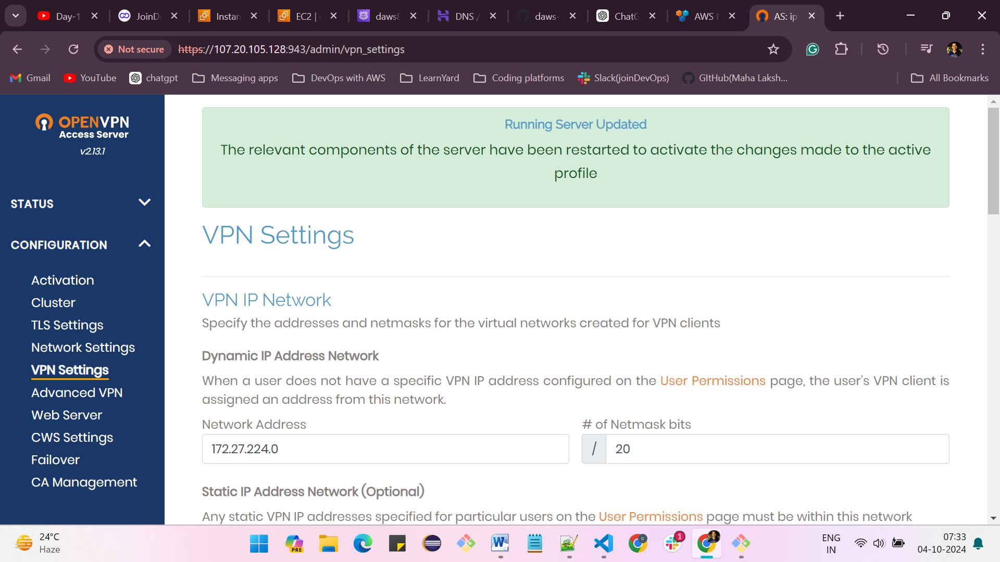 Day-1
JoinD
Instan
EC2 |
daws8
DNS /
daws-
ChatG
AWS
AS: ip
Not secure
https://107.20.105.128:943/admin/vpn_settings
Gmail
YouTube
chatgpt
Messaging apps
DevOps with AWS
LearnYard
Coding platforms
Slack(joinDevOps)
GItHub(Maha Laksh...
All Bookmarks
OPENVPN
Access Server
v2.13.1
STATUS
CONFIGURATION
Activation
Cluster
TLS Settings
Network Settings
VPN Settings
Advanced VPN
Web Server
CWS Settings
Failover
CA Management
Running Server Updated
The relevant components of the server have been restarted to activate the changes made to the active
profile
VPN Settings
VPN IP Network
Specify the addresses and netmasks for the virtual networks created for VPN clients
Dynamic IP Address Network
When a user does not have a specific VPN IP address configured on the User Permissions page, the user's VPN client is
assigned an address from this network.
Network Address
# of Netmask bits
172.27.224.0
/ 20
Static IP Address Network (Optional)
Any static VPN IP addresses specified for particular users on the User Permissions page must be within this network
24°C
Haze
PRE
1
ENG
IN
07:33
04-10-2024